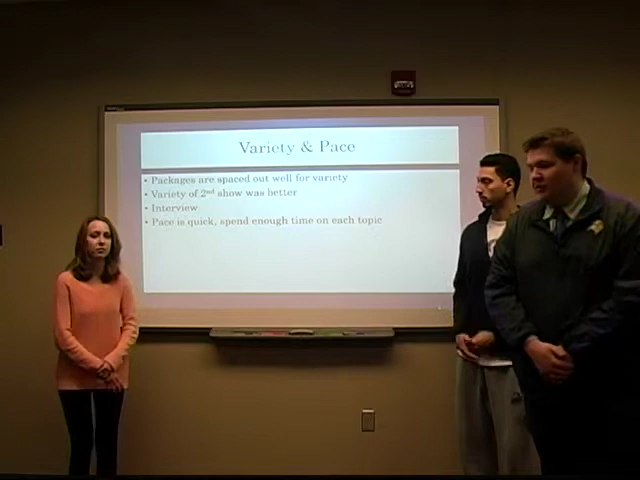 Variety & Pace
• Packages are spaced out well for variety
• Variety of 2nd show was better
• Interview
• Pace is quick, spend enough time on each topic